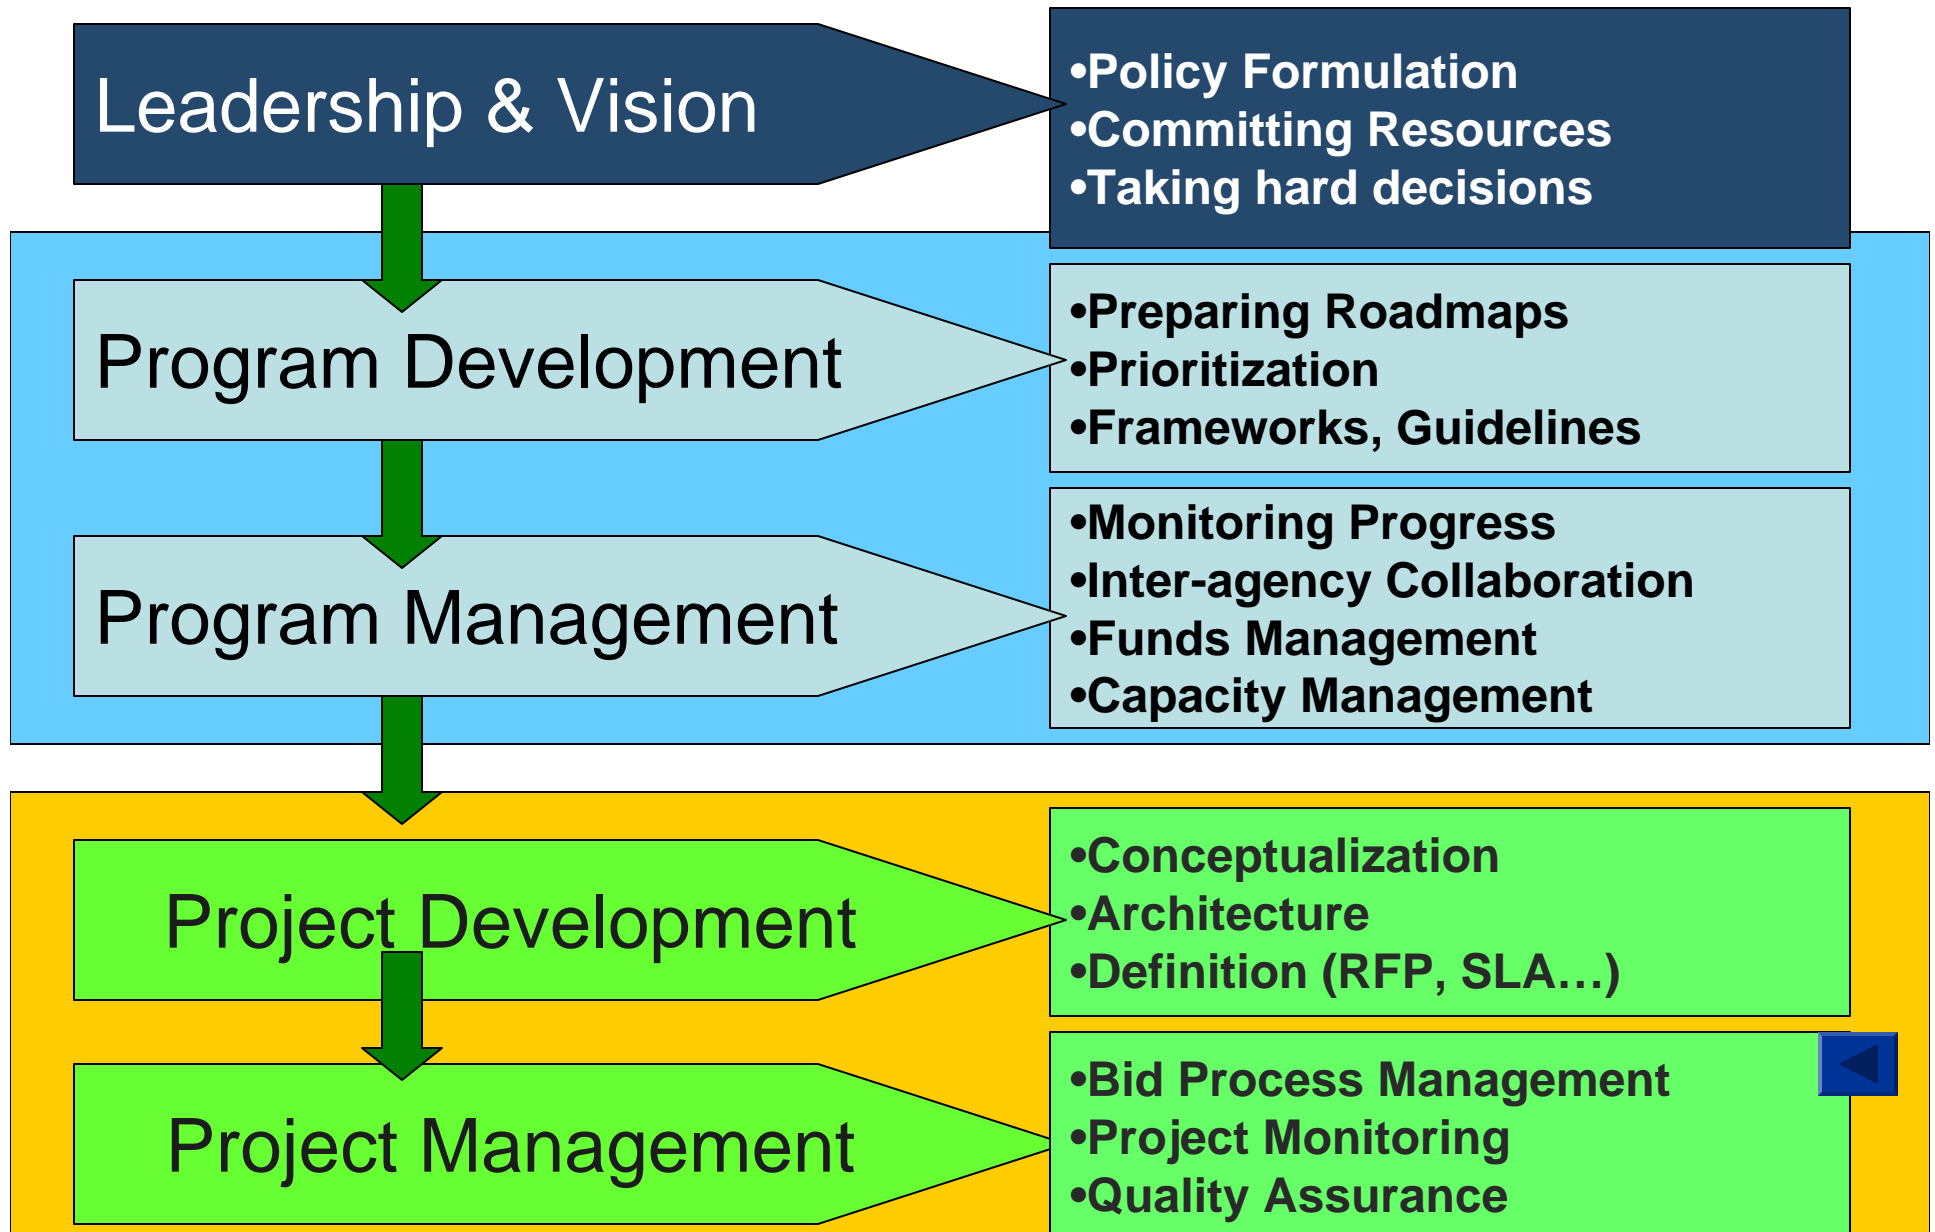 Leadership & Vision
•Policy Formulation
•Committing Resources
•Taking hard decisions
Program Development
•Preparing Roadmaps
•Prioritization
•Frameworks, Guidelines
Program Management
•Monitoring Progress
•Inter-agency Collaboration
•Funds Management
•Capacity Management
Project Development
•Conceptualization
•Architecture
•Definition (RFP, SLA…)
Project Management
•Bid Process Management
•Project Monitoring
•Quality Assurance